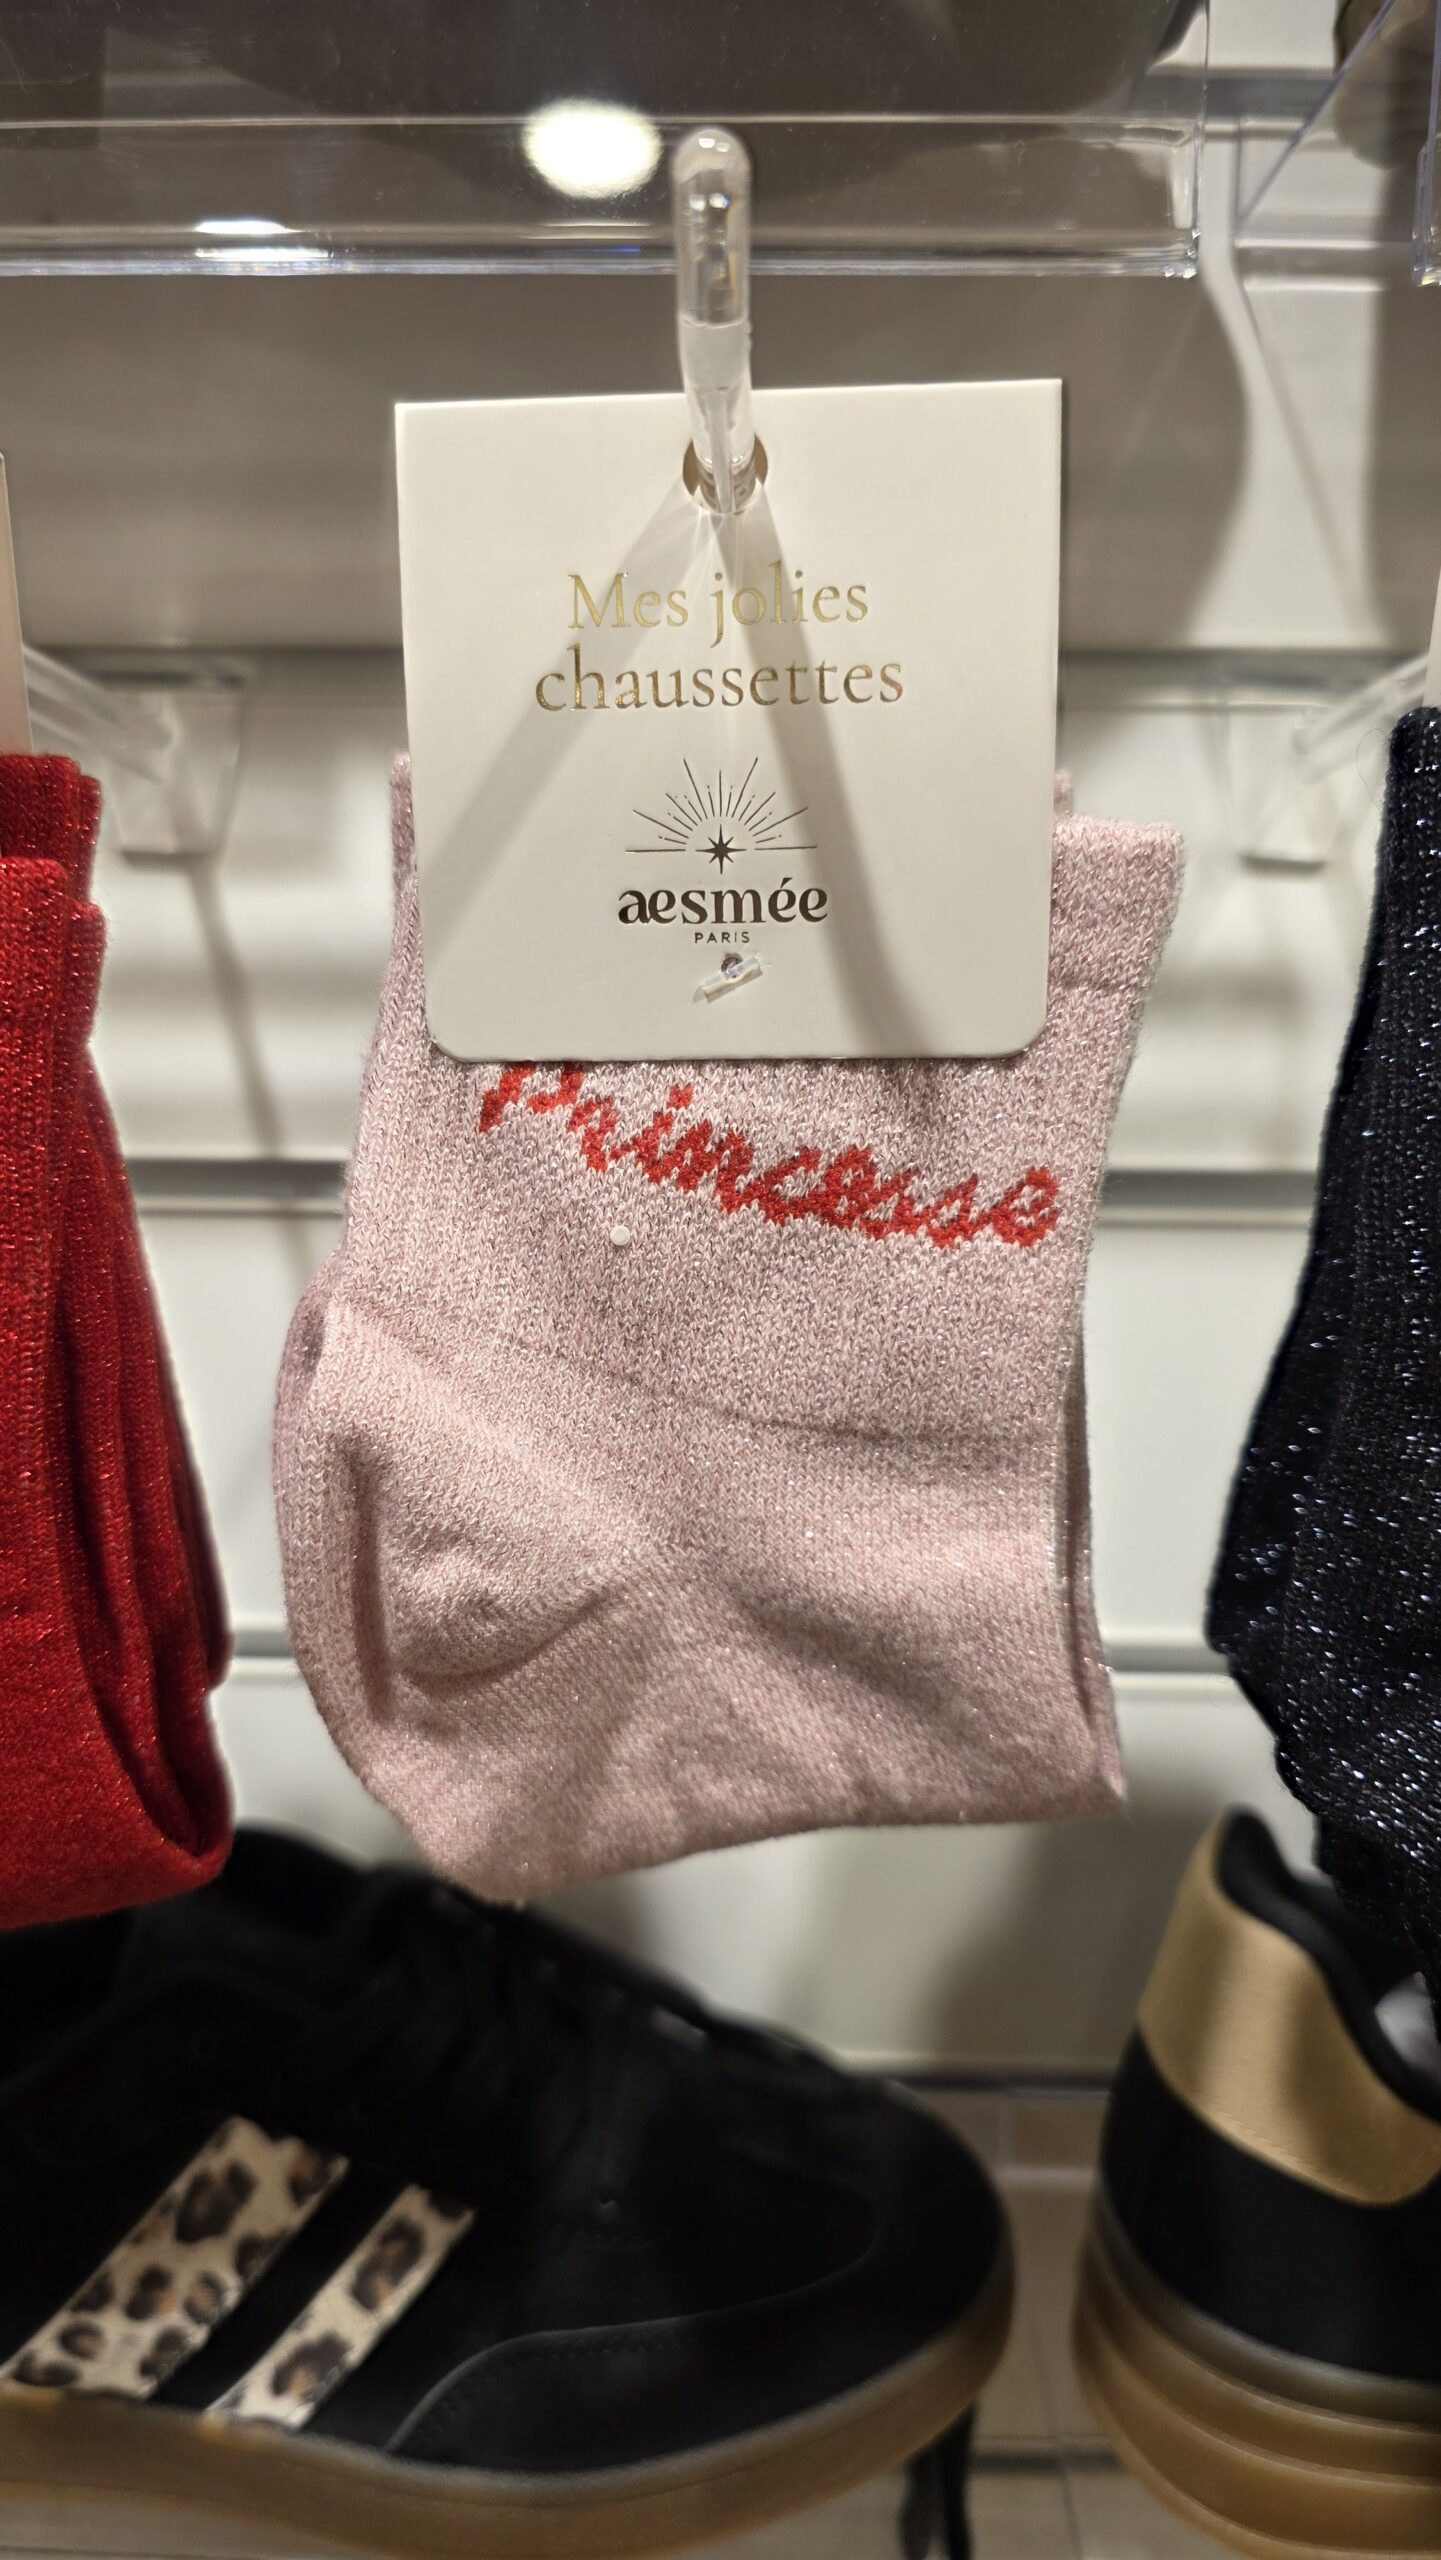 Mes jolies
chaussettes
aesmée
PARIS
Princesse